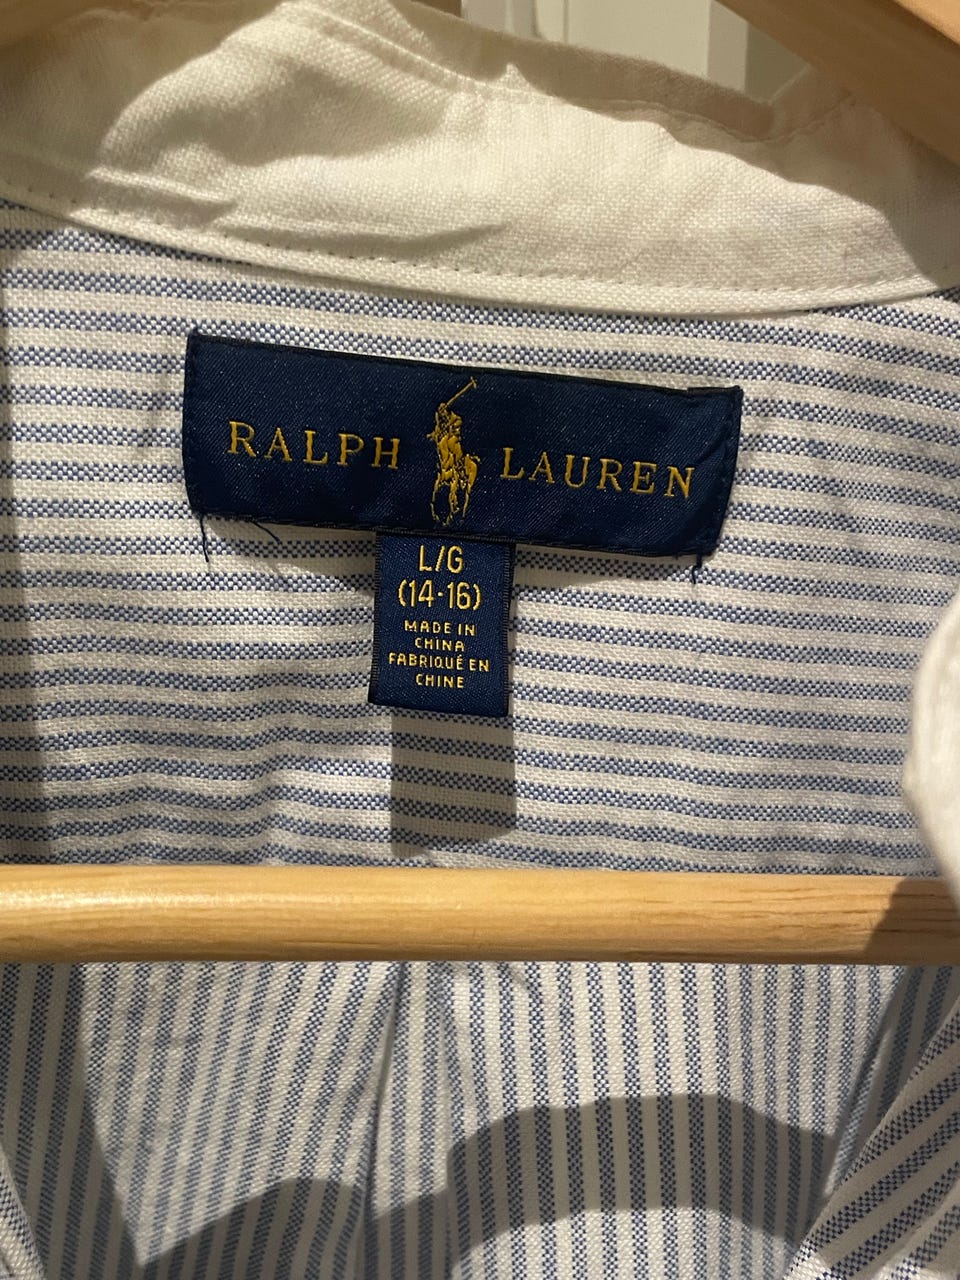 RALPH LAUREN
L/G
(14-16)
MADE IN
CHINA
FABRIQUÉ EN
CHINE